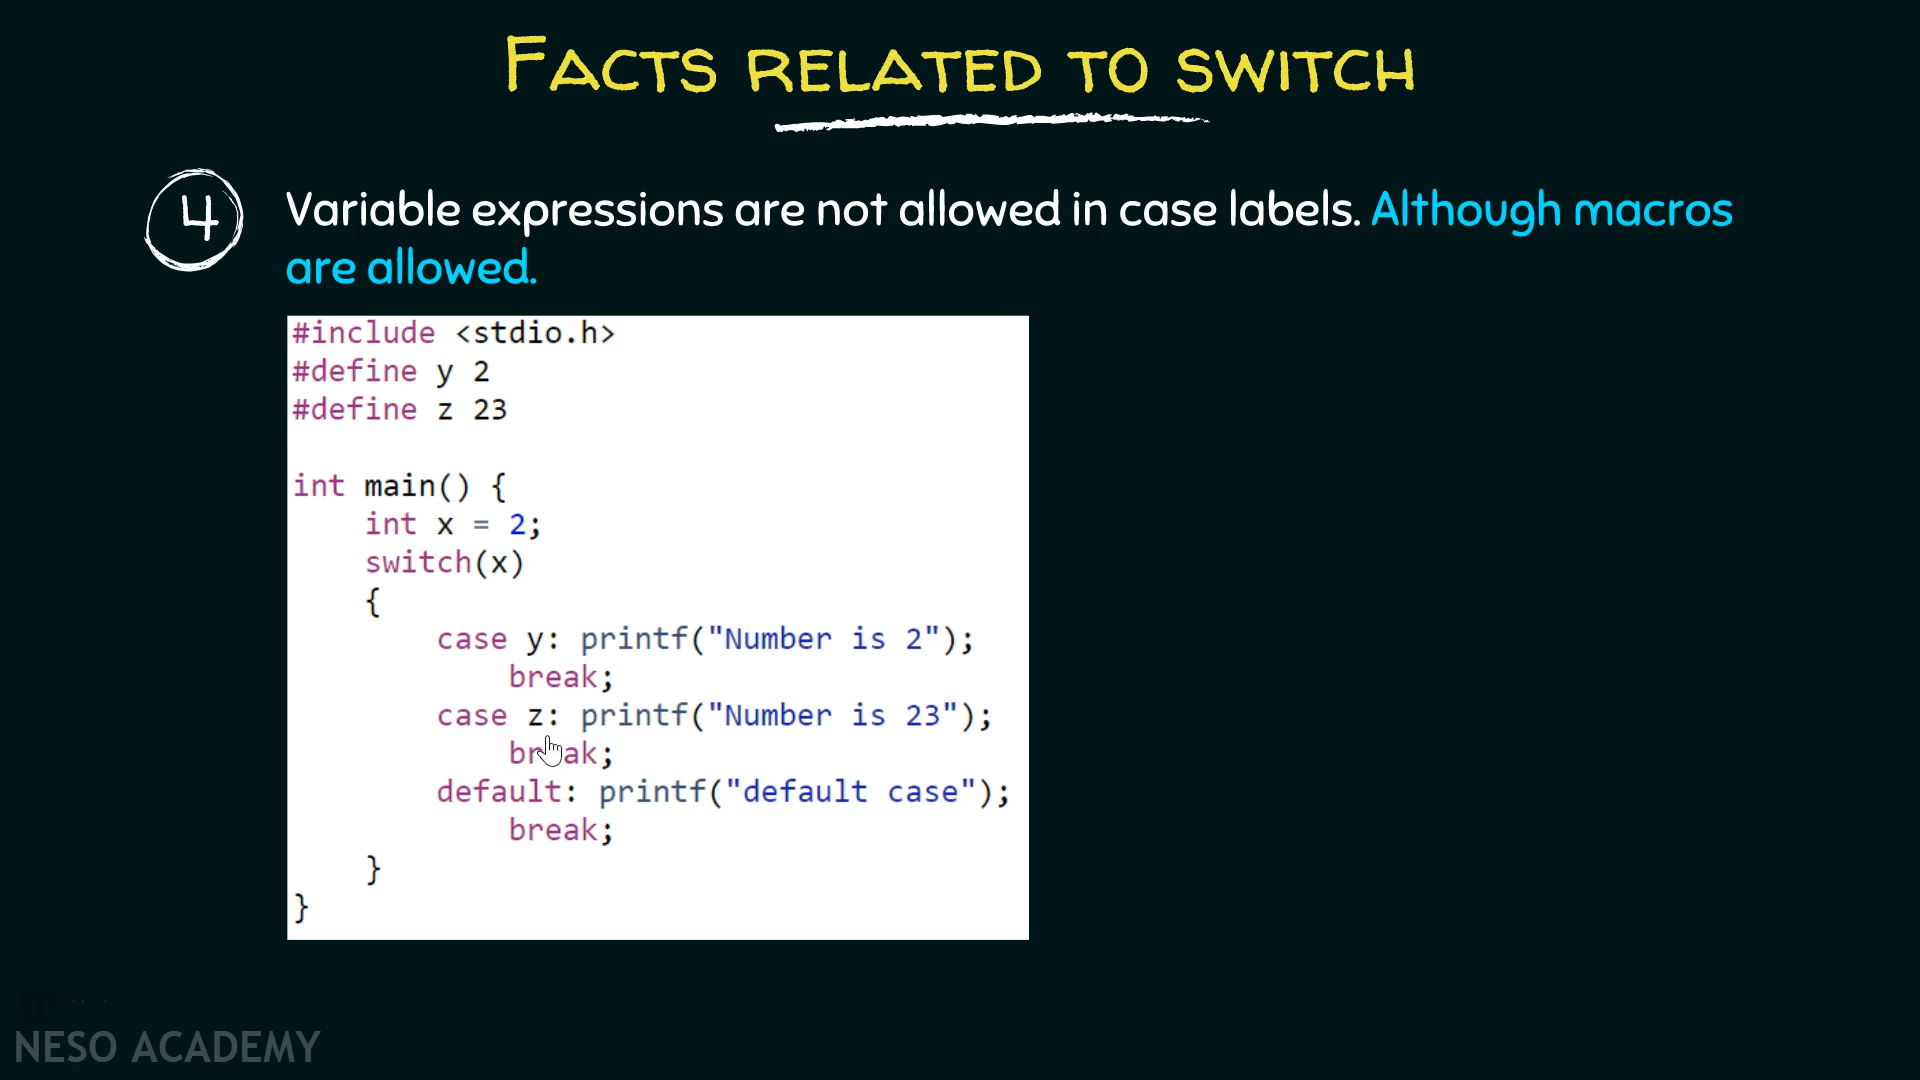 FACTS RELATED TO SWITCH
4
Variable expressions are not allowed in case labels. Although macros
are allowed.
#include <stdio.h>
#define y 2
#define z 23
int main() {
    int x = 2;
    switch(x)
    {
        case y: printf("Number is 2");
            break;
        case z: printf("Number is 23");
            break;
        default: printf("default case");
            break;
    }
}
NESO ACADEMY